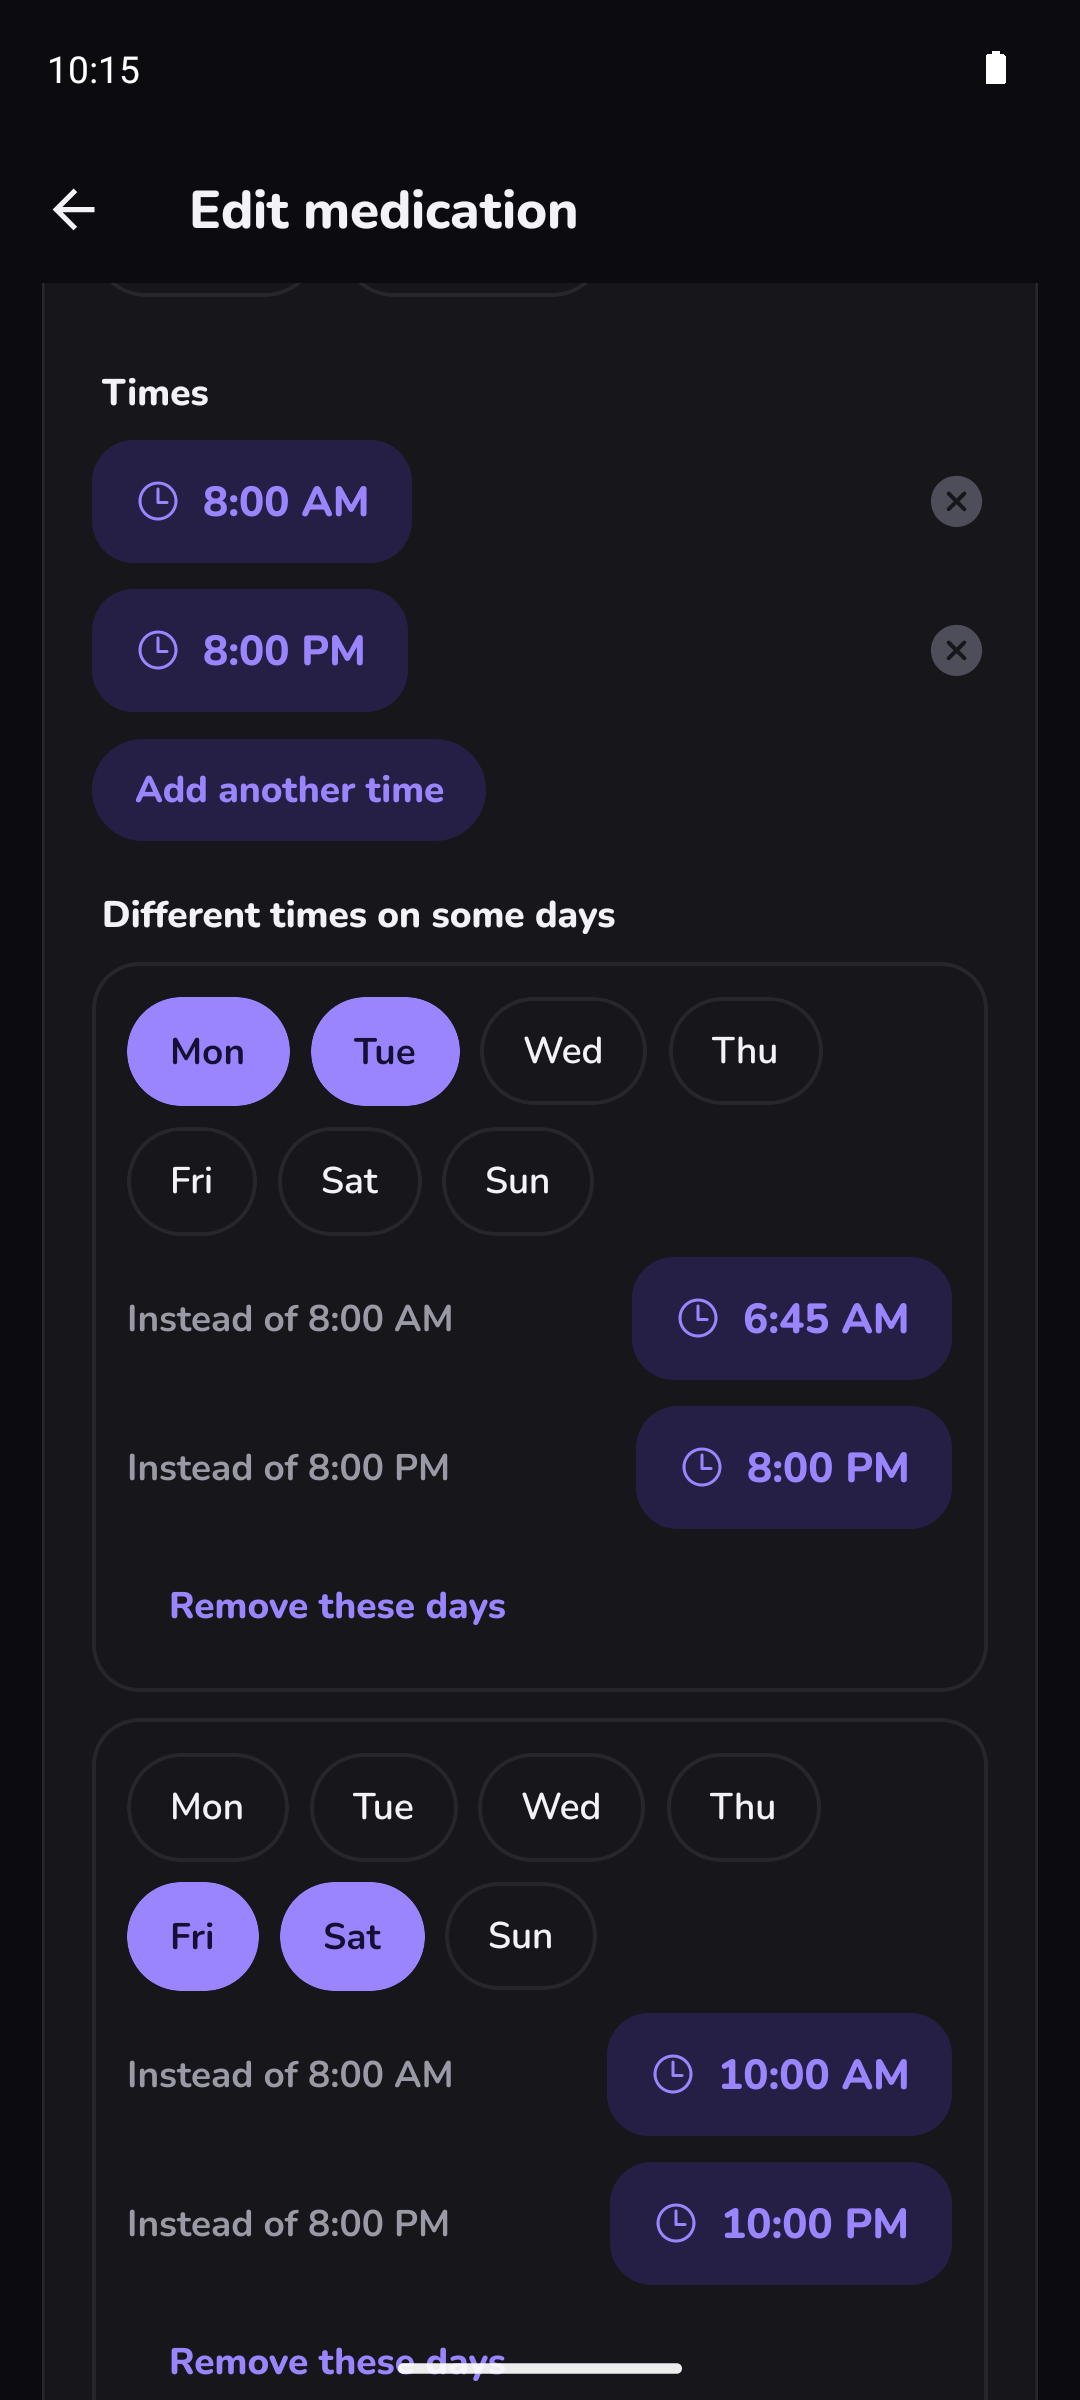 10:15
Edit medication
Times
8:00 AM
8:00 PM
Add another time
Different times on some days
Mon Tue Wed Thu
Fri Sat Sun
Instead of 8:00 AM 6:45 AM
Instead of 8:00 PM 8:00 PM
Remove these days
Mon Tue Wed Thu
Fri Sat Sun
Instead of 8:00 AM 10:00 AM
Instead of 8:00 PM 10:00 PM
Remove these days